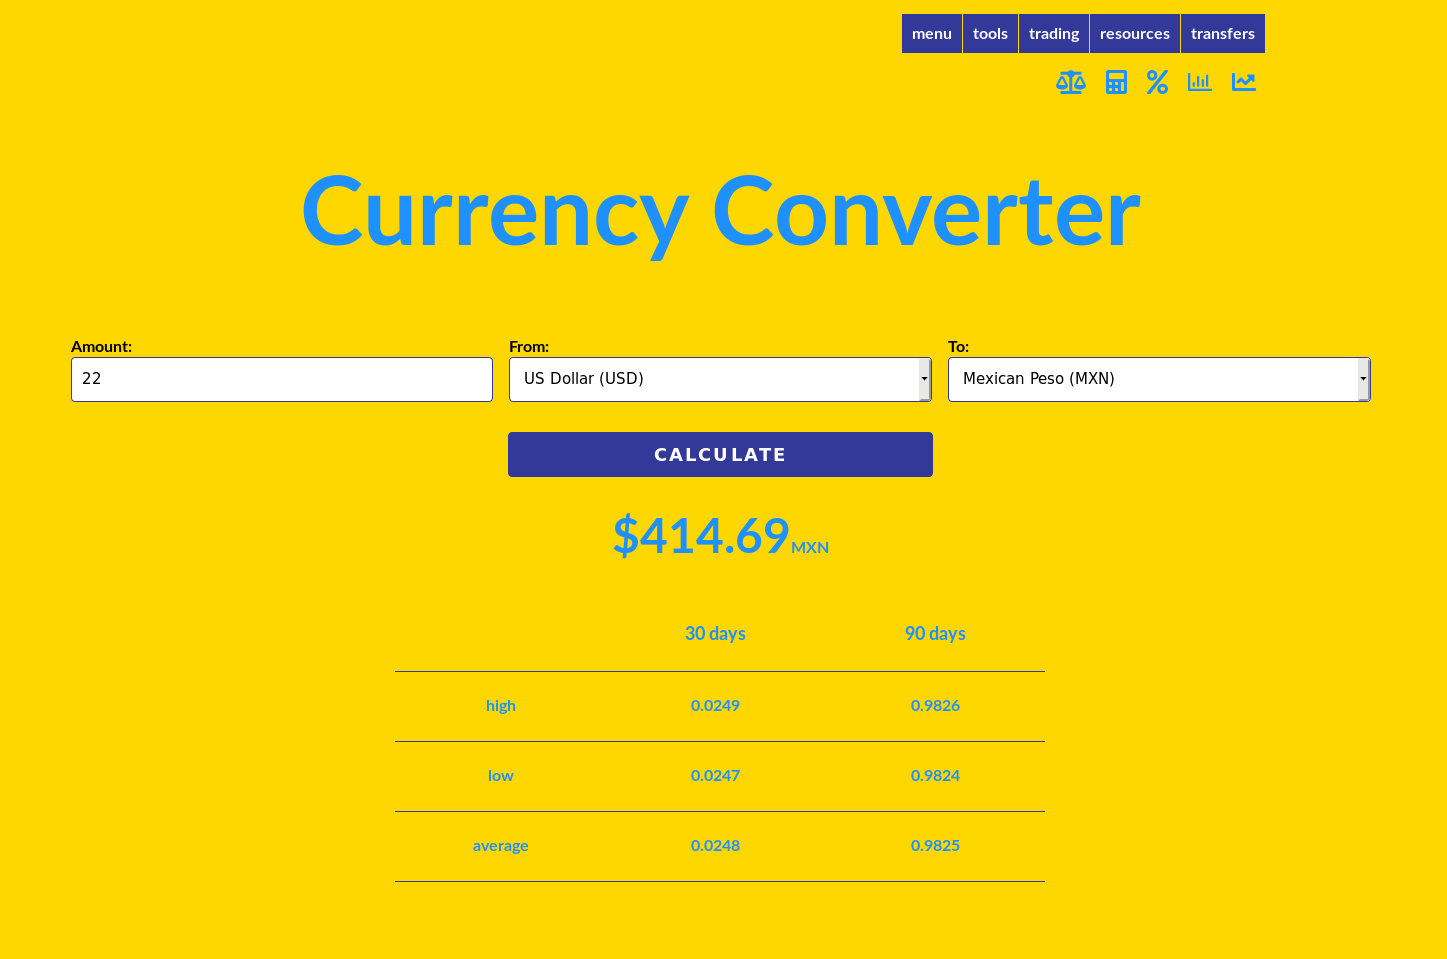 menu tools trading resources transfers
Currency Converter
Amount: From: To:
22 US Dollar (USD) Mexican Peso (MXN)
CALCULATE
$414.69MXN
30 days 90 days
high 0.0249 0.9826
low 0.0247 0.9824
average 0.0248 0.9825